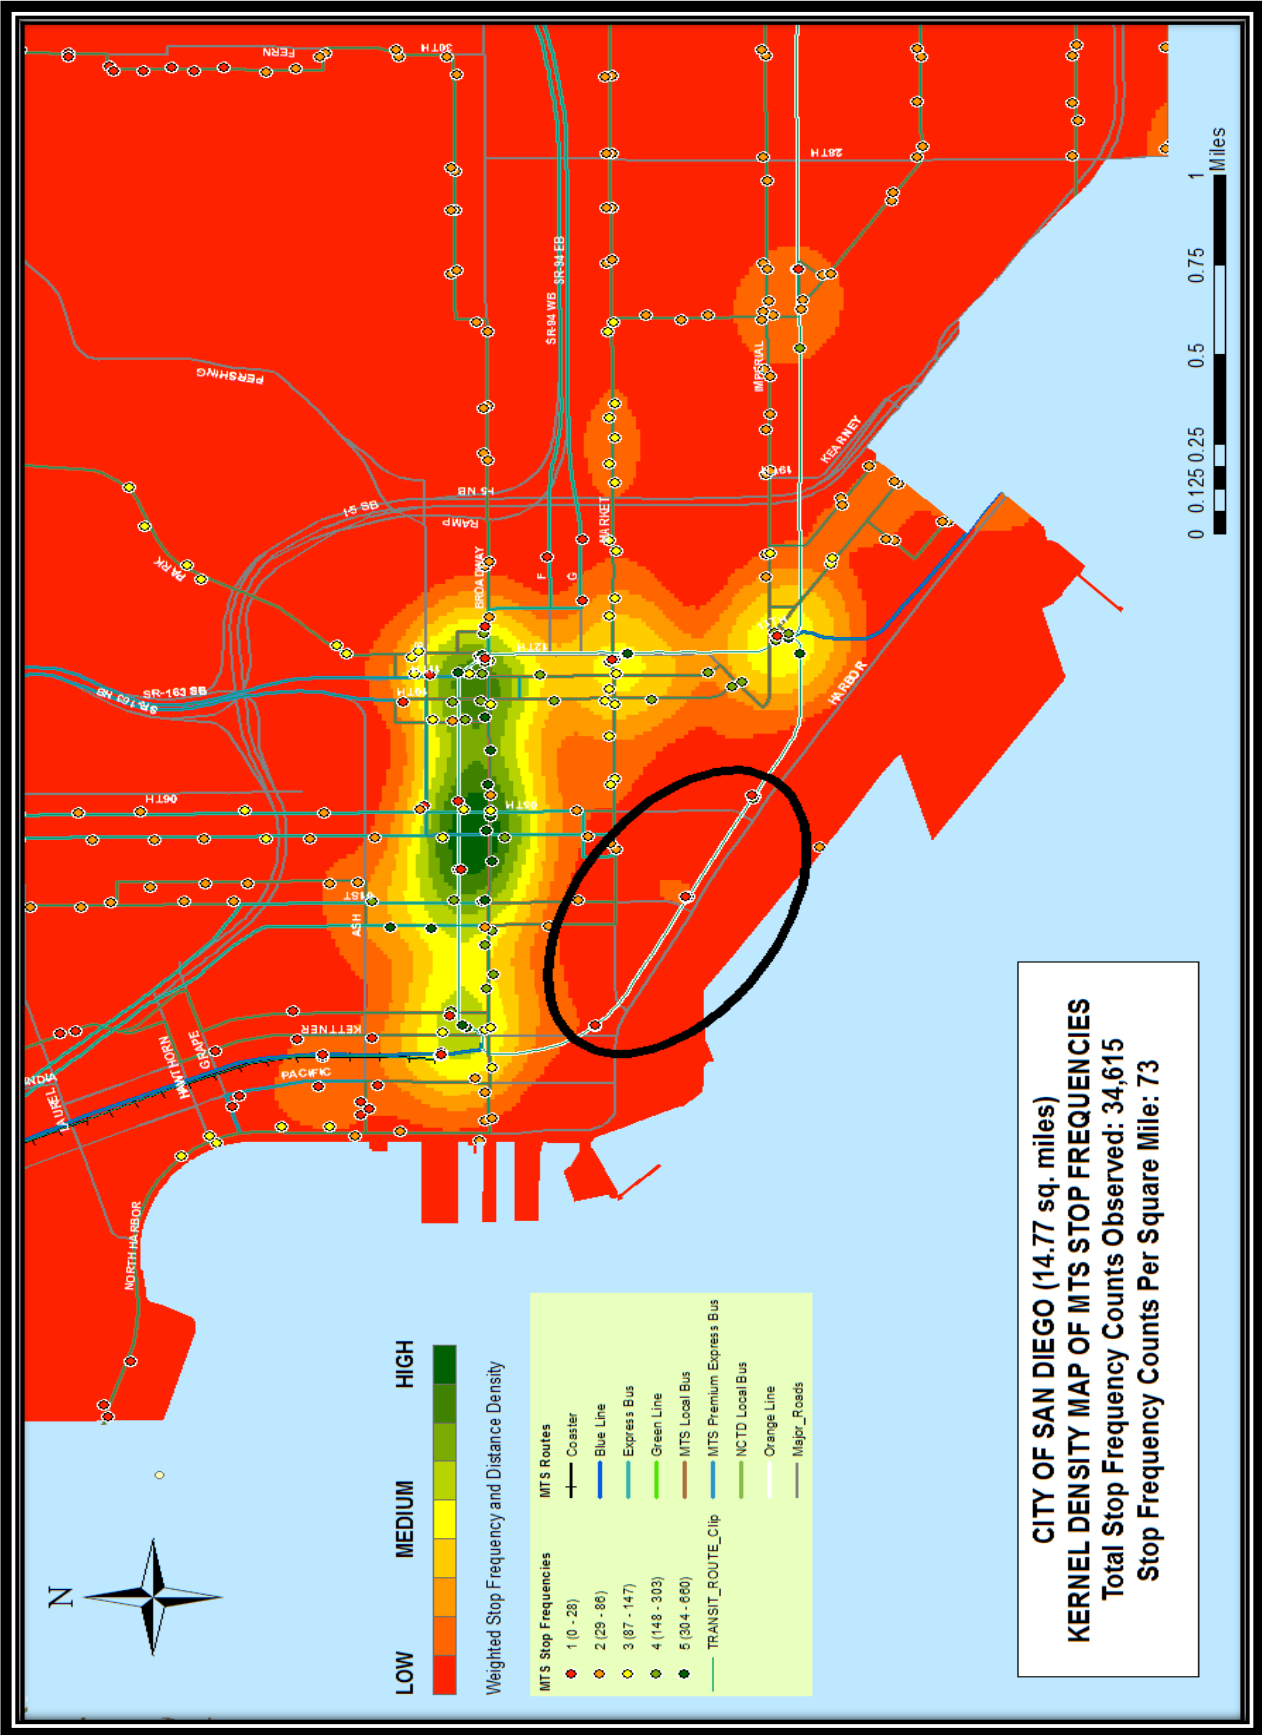 N
LOW
MEDIUM
HIGH
Weighted Stop Frequency and Distance Density
MTS Stop Frequencies
1 (0 - 28)
2 (29 - 86)
3 (87 - 147)
4 (148 - 303)
5 (304 - 660)
TRANSIT_ROUTE_Clip
MTS Routes
Coaster
Blue Line
Express Bus
Green Line
MTS Local Bus
MTS Premium Express Bus
NCTD Local Bus
Orange Line
Major_Roads
CITY OF SAN DIEGO (14.77 sq. miles)
KERNEL DENSITY MAP OF MTS STOP FREQUENCIES
Total Stop Frequency Counts Observed: 34,615
Stop Frequency Counts Per Square Mile: 73
0 0.125 0.25 0.5 0.75 1
Miles
NORTH HARBOR
LAUREL
HAWTHORN
GRAPE
PACIFIC
KETTNER
ASH
01ST
05TH
06TH
SR-163 NB
SR-163 SB
10TH
12TH
PARK
BROADWAY
F
G
MARKET
RAMP
I-5 SB
I-5 NB
PERSHING
SR-94 WB
SR-94 EB
IMPERIAL
19TH
KEARNEY
HARBOR
28TH
30TH
FERN